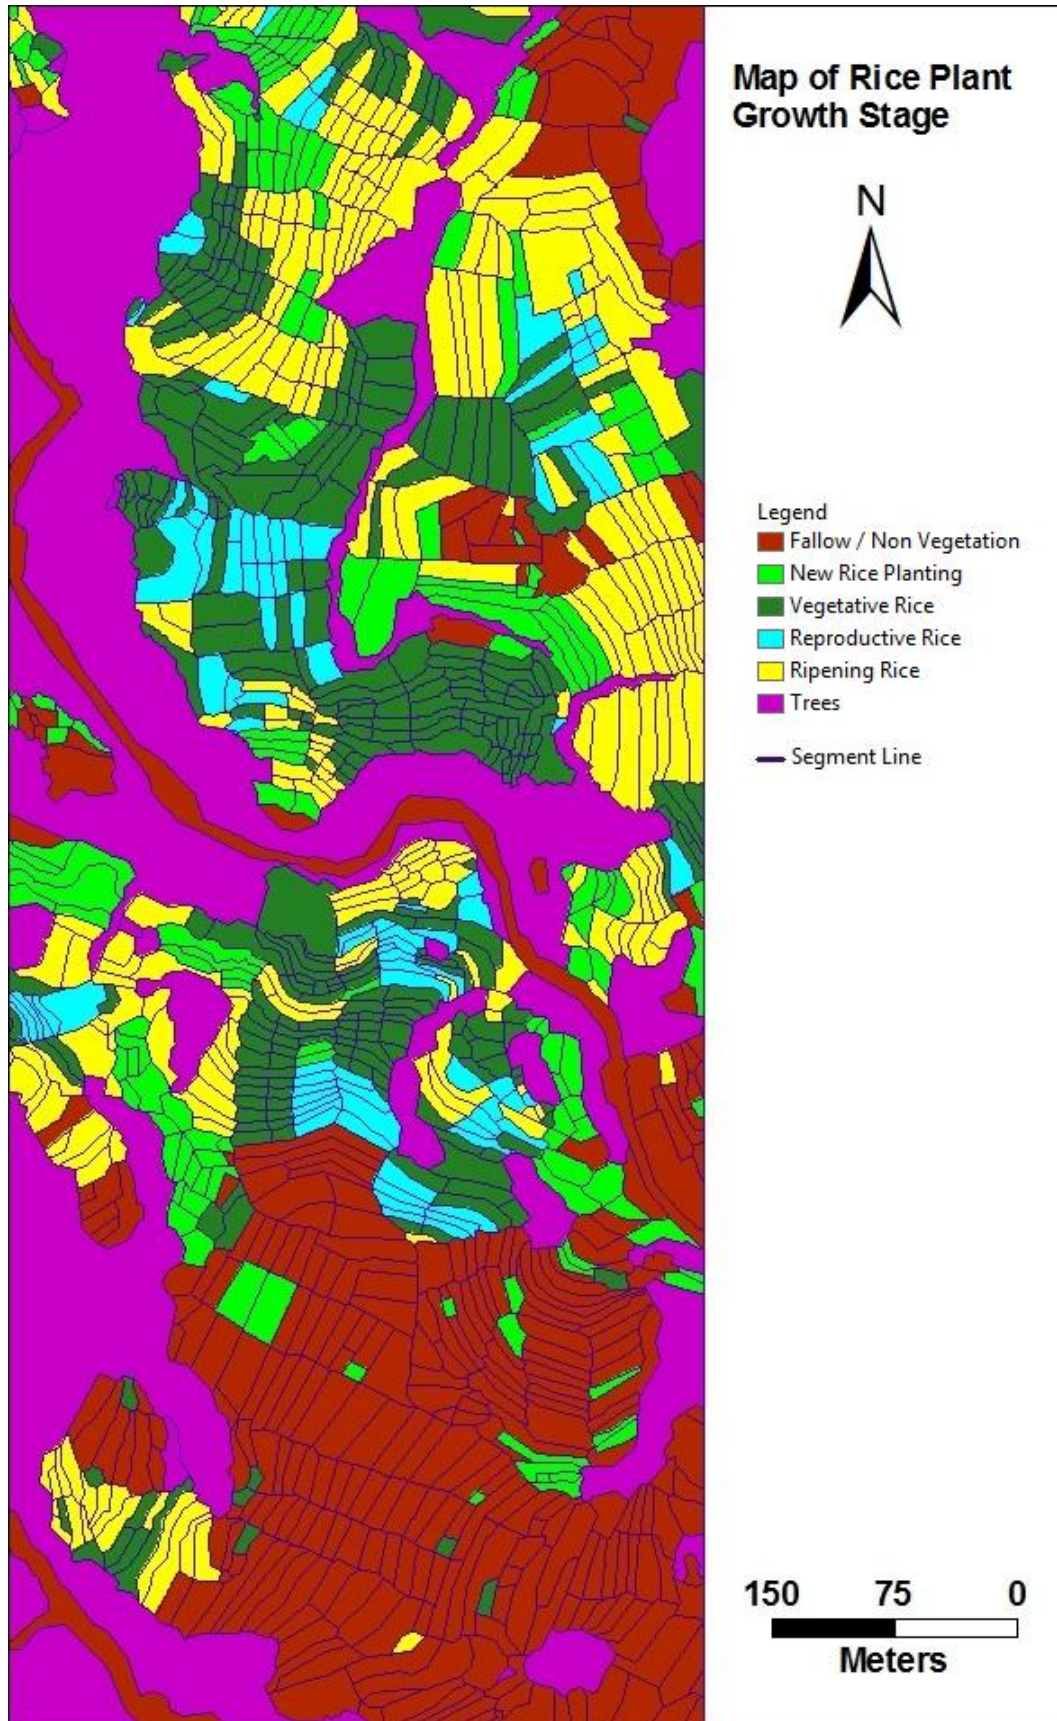 Map of Rice Plant
Growth Stage
N
Legend
Fallow / Non Vegetation
New Rice Planting
Vegetative Rice
Reproductive Rice
Ripening Rice
Trees
Segment Line
150 75 0
Meters